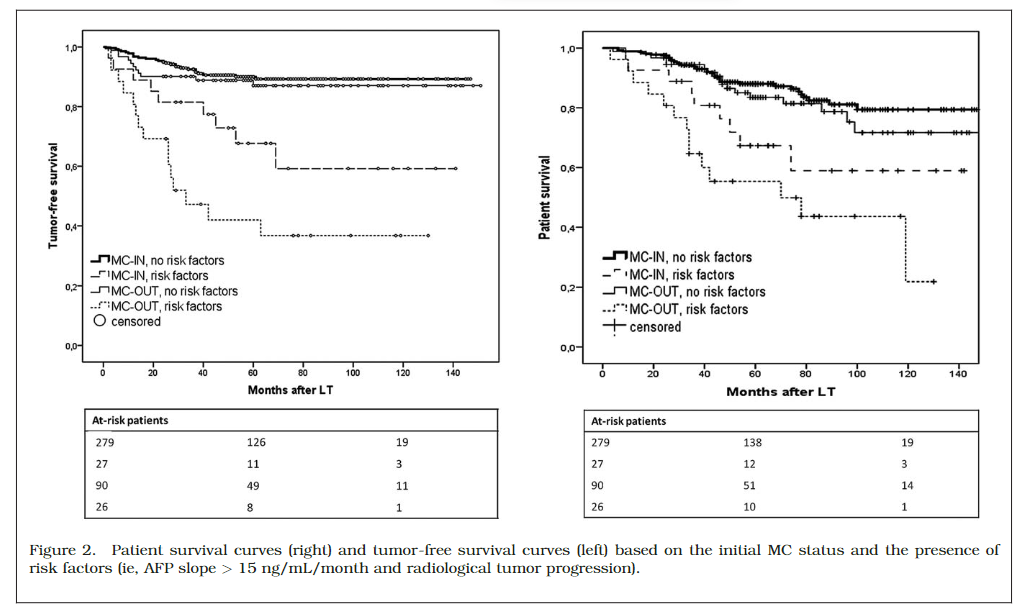 1,0
0,8
0,6
0,4
0,2
0,0
Tumor-free survival
MC-IN, no risk factors
MC-IN, risk factors
MC-OUT, no risk factors
MC-OUT, risk factors
censored
0 20 40 60 80 100 120 140
Months after LT
At-risk patients
279 126 19
27 11 3
90 49 11
26 8 1
1,0
0,8
0,6
0,4
0,2
0,0
Patient survival
MC-IN, no risk factors
MC-IN, risk factors
MC-OUT, no risk factors
MC-OUT, risk factors
censored
0 20 40 60 80 100 120 140
Months after LT
At-risk patients
279 138 19
27 12 3
90 51 14
26 10 1
Figure 2. Patient survival curves (right) and tumor-free survival curves (left) based on the initial MC status and the presence of
risk factors (ie, AFP slope > 15 ng/mL/month and radiological tumor progression).